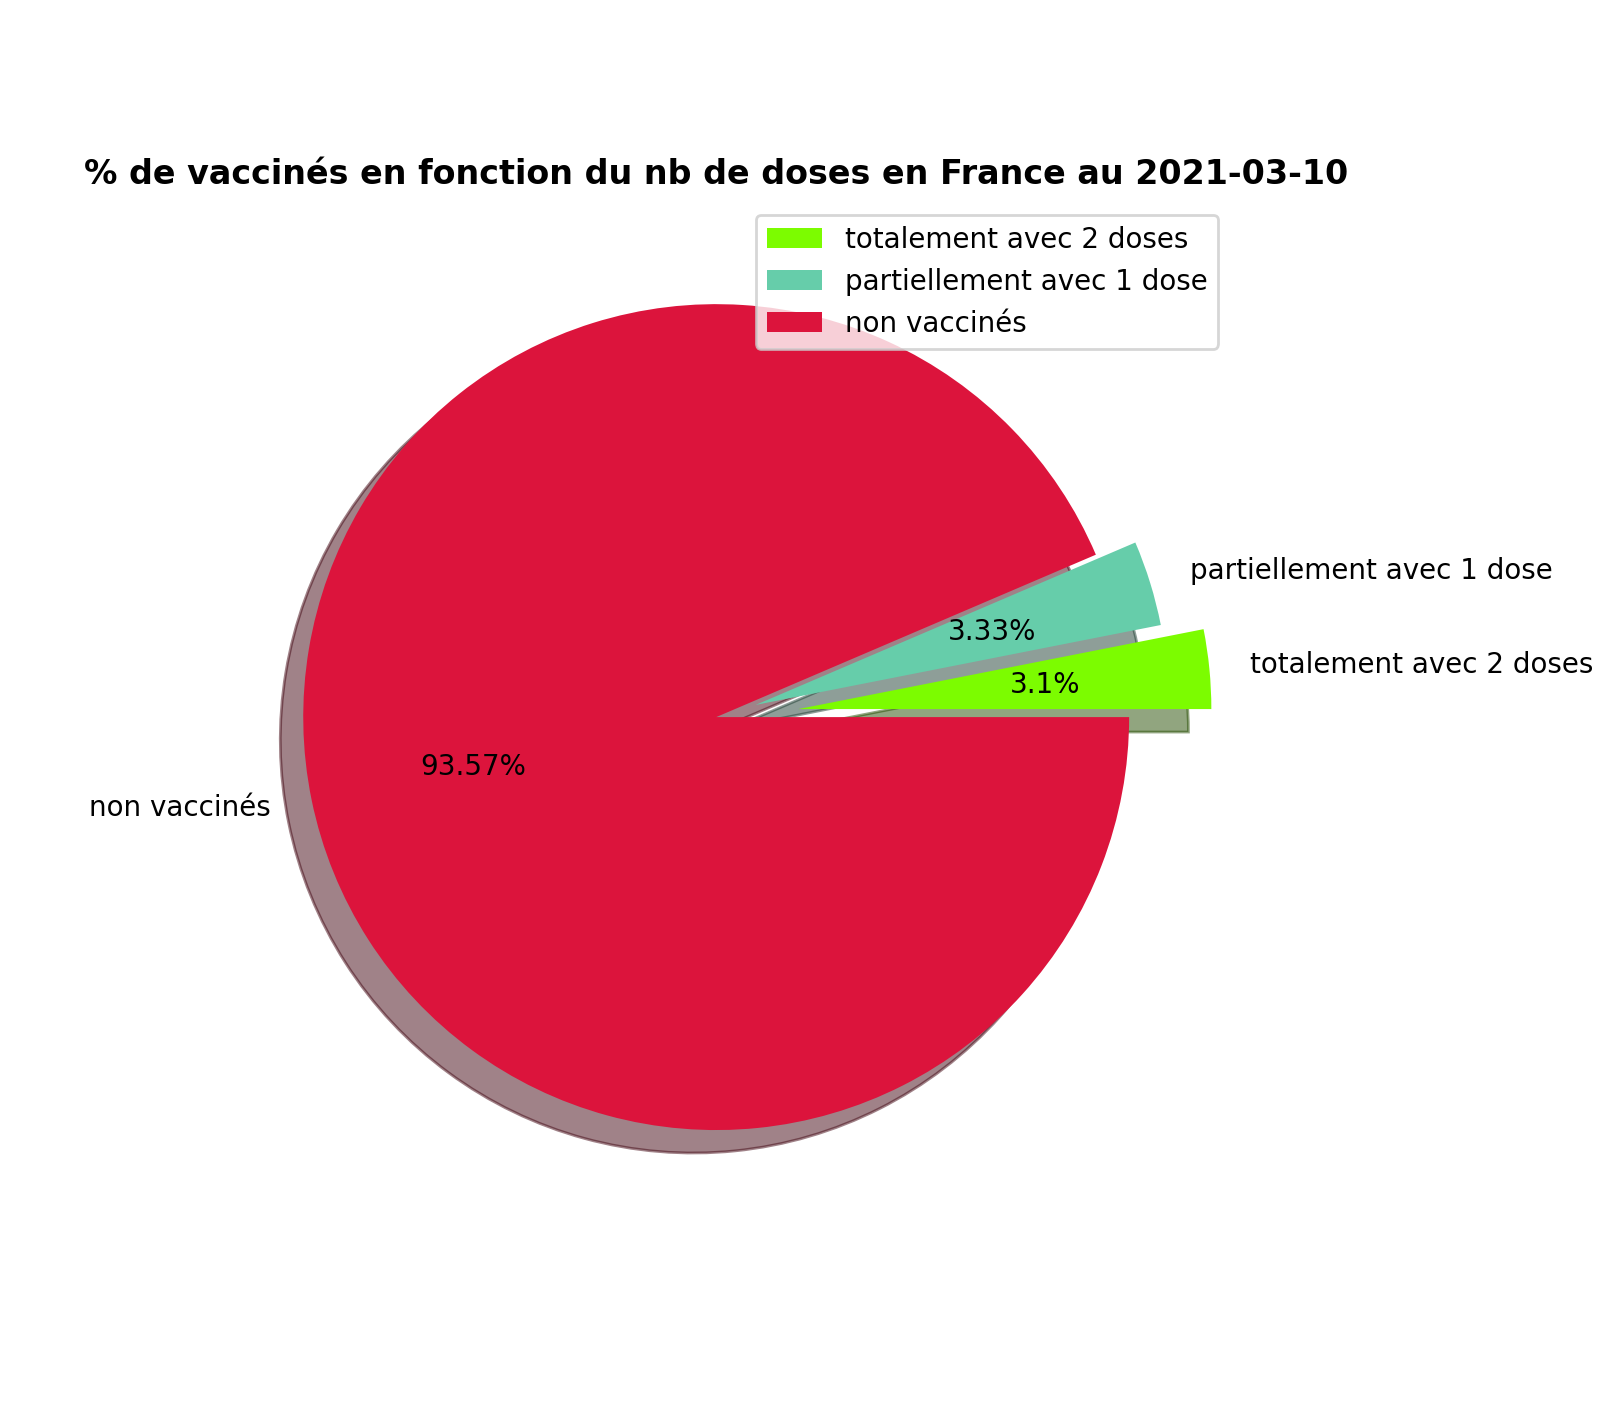 % de vaccinés en fonction du nb de doses en France au 2021-03-10
totalement avec 2 doses
partiellement avec 1 dose
non vaccinés
partiellement avec 1 dose
3.33%
totalement avec 2 doses
3.1%
93.57%
non vaccinés